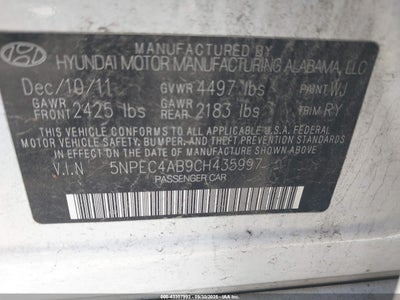 MANUFACTURED BY
HYUNDAI MOTOR MANUFACTURING ALABAMA, LLC
Dec/10/11 GVWR 4497 lbs PAINT WJ
GAWR FRONT 2425 lbs GAWR REAR 2183 lbs TRIM RY
THIS VEHICLE CONFORMS TO ALL APPLICABLE U.S.A. FEDERAL
MOTOR VEHICLE SAFETY, BUMPER, AND THEFT PREVENTION STANDARDS
IN EFFECT ON THE DATE OF MANUFACTURE SHOWN ABOVE.
V.I.N 5NPEC4AB9CH435997
PASSENGER CAR